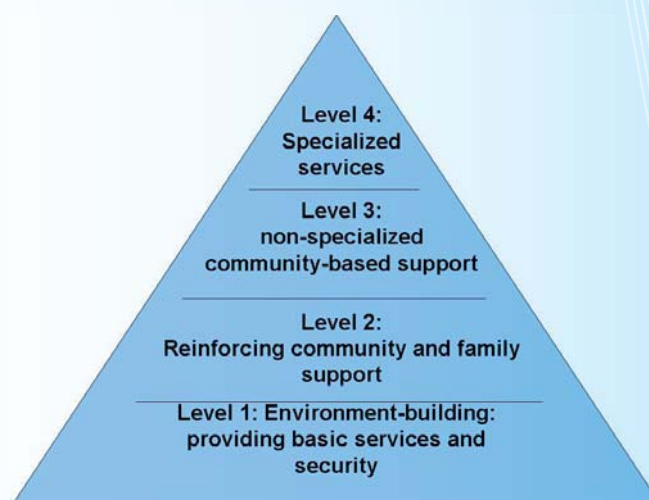 Level 4:
Specialized
services
Level 3:
non-specialized
community-based support
Level 2:
Reinforcing community and family
support
Level 1: Environment-building:
providing basic services and
security